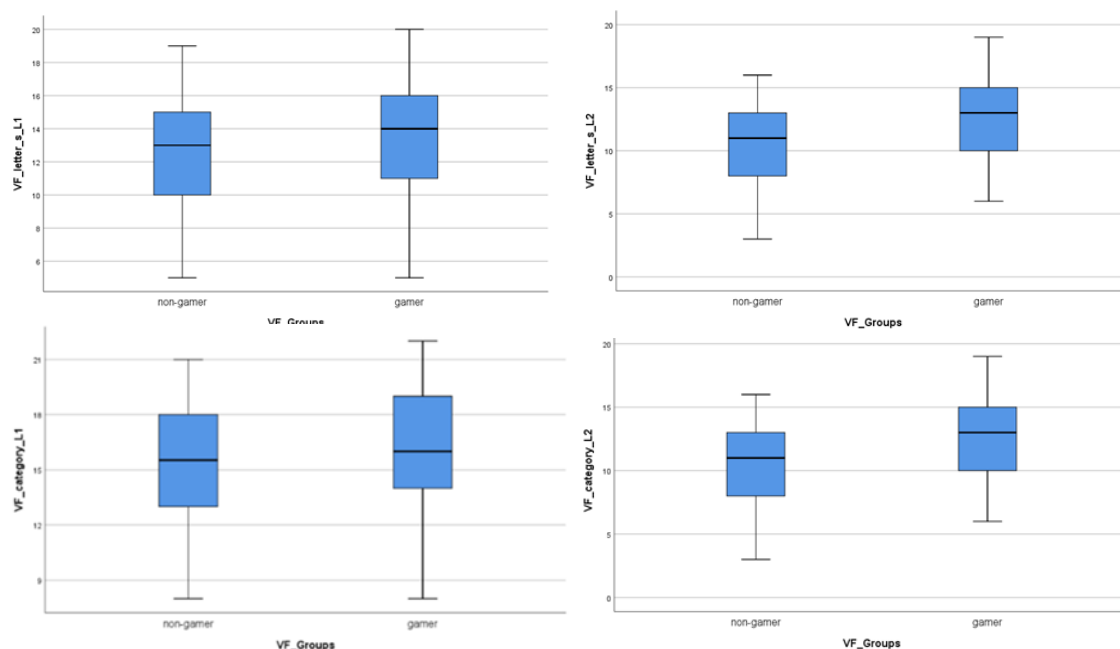 VF_letter_s_L1
20
18
16
14
12
10
8
6
non-gamer
gamer
VF_Groups
VF_letter_s_L2
20
15
10
5
0
non-gamer
gamer
VF_Groups
VF_category_L1
21
18
15
12
9
non-gamer
gamer
VF_Groups
VF_category_L2
20
15
10
5
0
non-gamer
gamer
VF_Groups